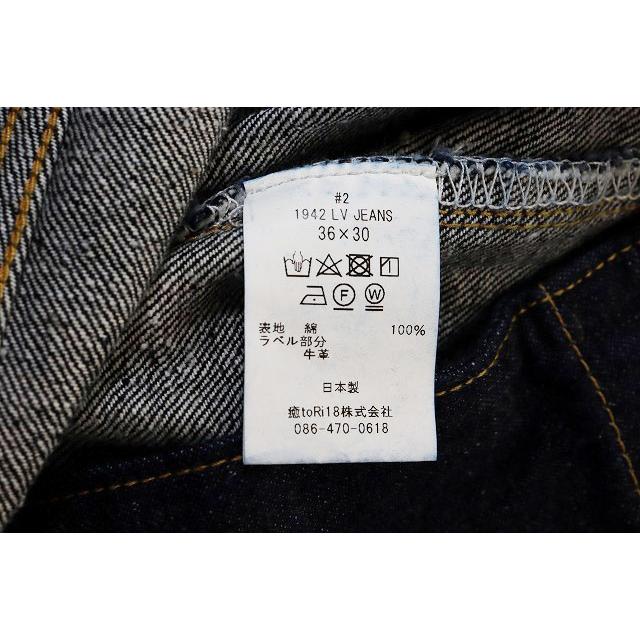 #2
1942 LV JEANS
36×30
F W
表地 綿 100%
ラベル部分
牛革
日本製
癒toRi18株式会社
086-470-0618